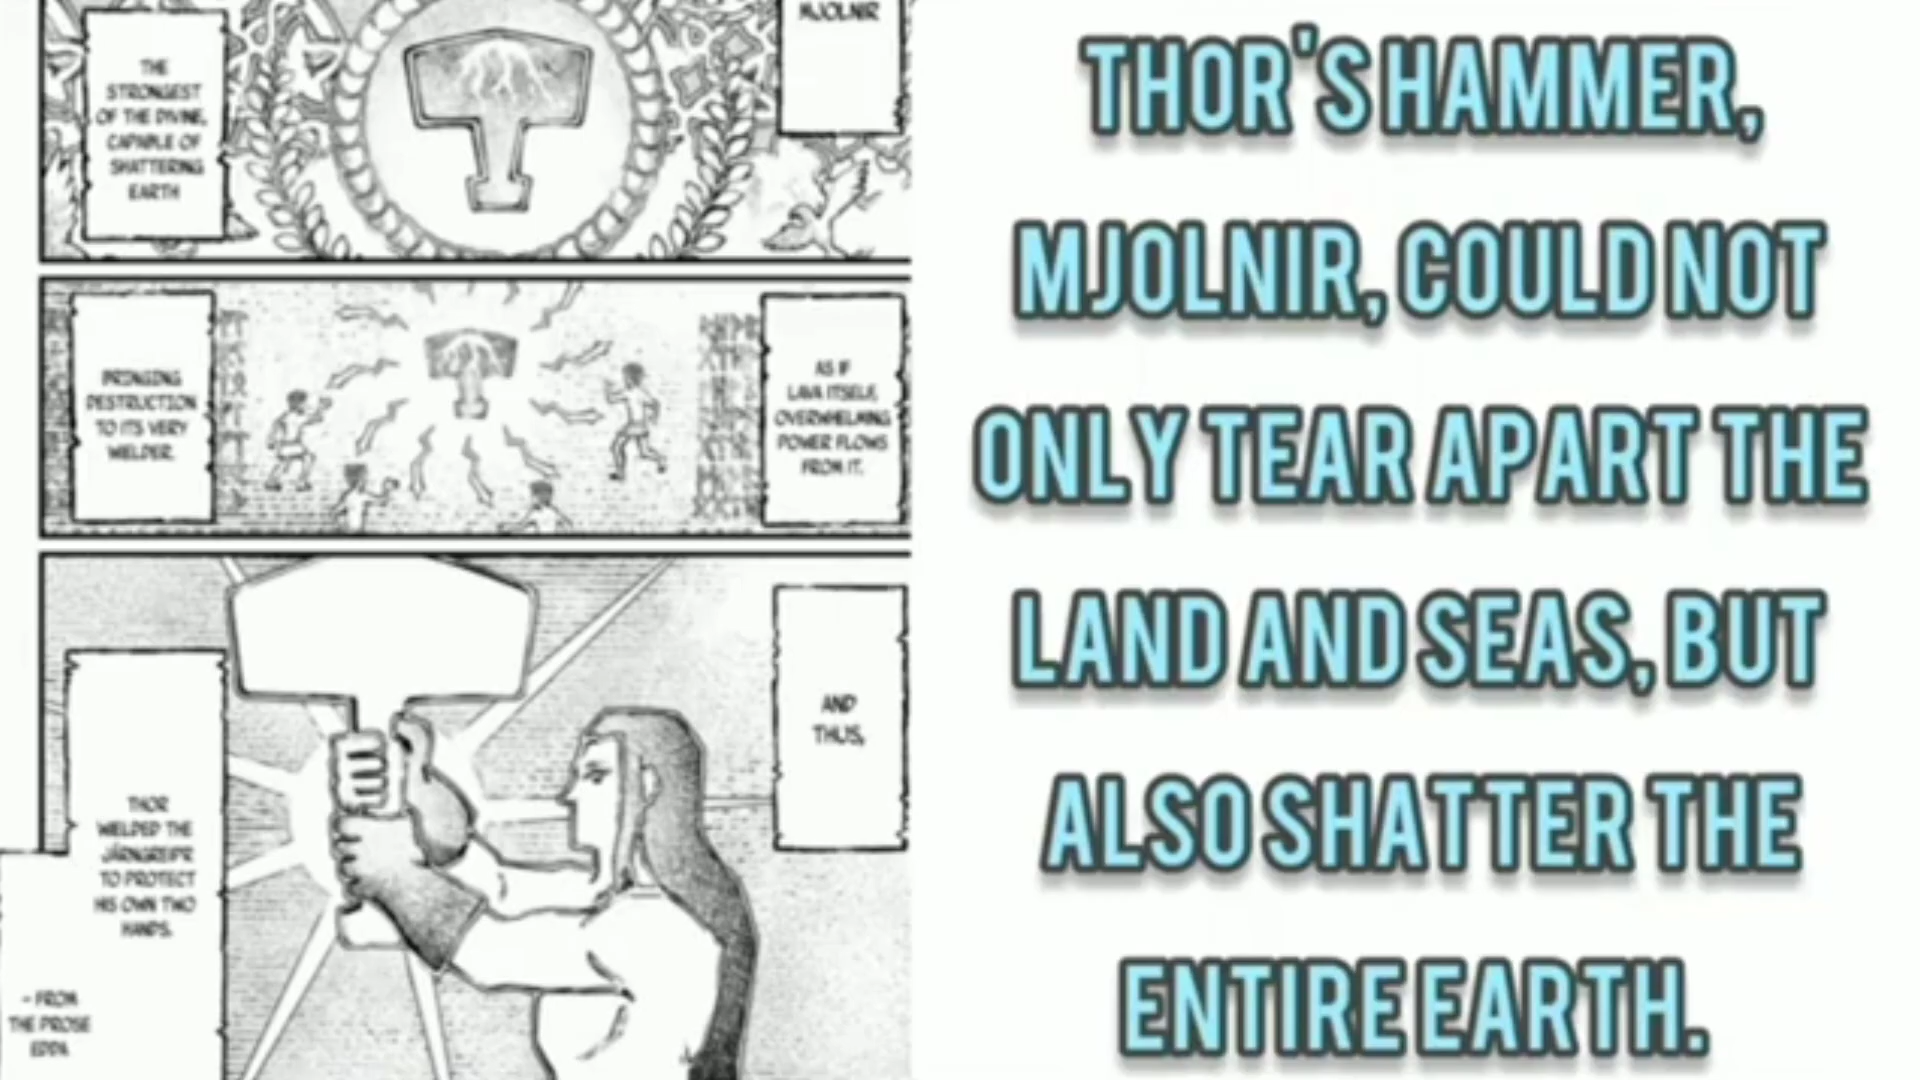 MJOLNIR
THE
STRONGEST
OF THE DIVINE,
CAPABLE OF
SHATTERING
EARTH
AS IF
LAVA ITSELF,
OVERWHELMING
POWER FLOWS
FROM IT.
BRINGING
DESTRUCTION
TO ITS VERY
WIELDER.
AND
THUS,
THOR
WIELDED THE
JÁRNGREIPR
TO PROTECT
HIS OWN TWO
HANDS.
- FROM
THE PROSE
EDDA
THOR'S HAMMER,
MJOLNIR, COULD NOT
ONLY TEAR APART THE
LAND AND SEAS, BUT
ALSO SHATTER THE
ENTIRE EARTH.